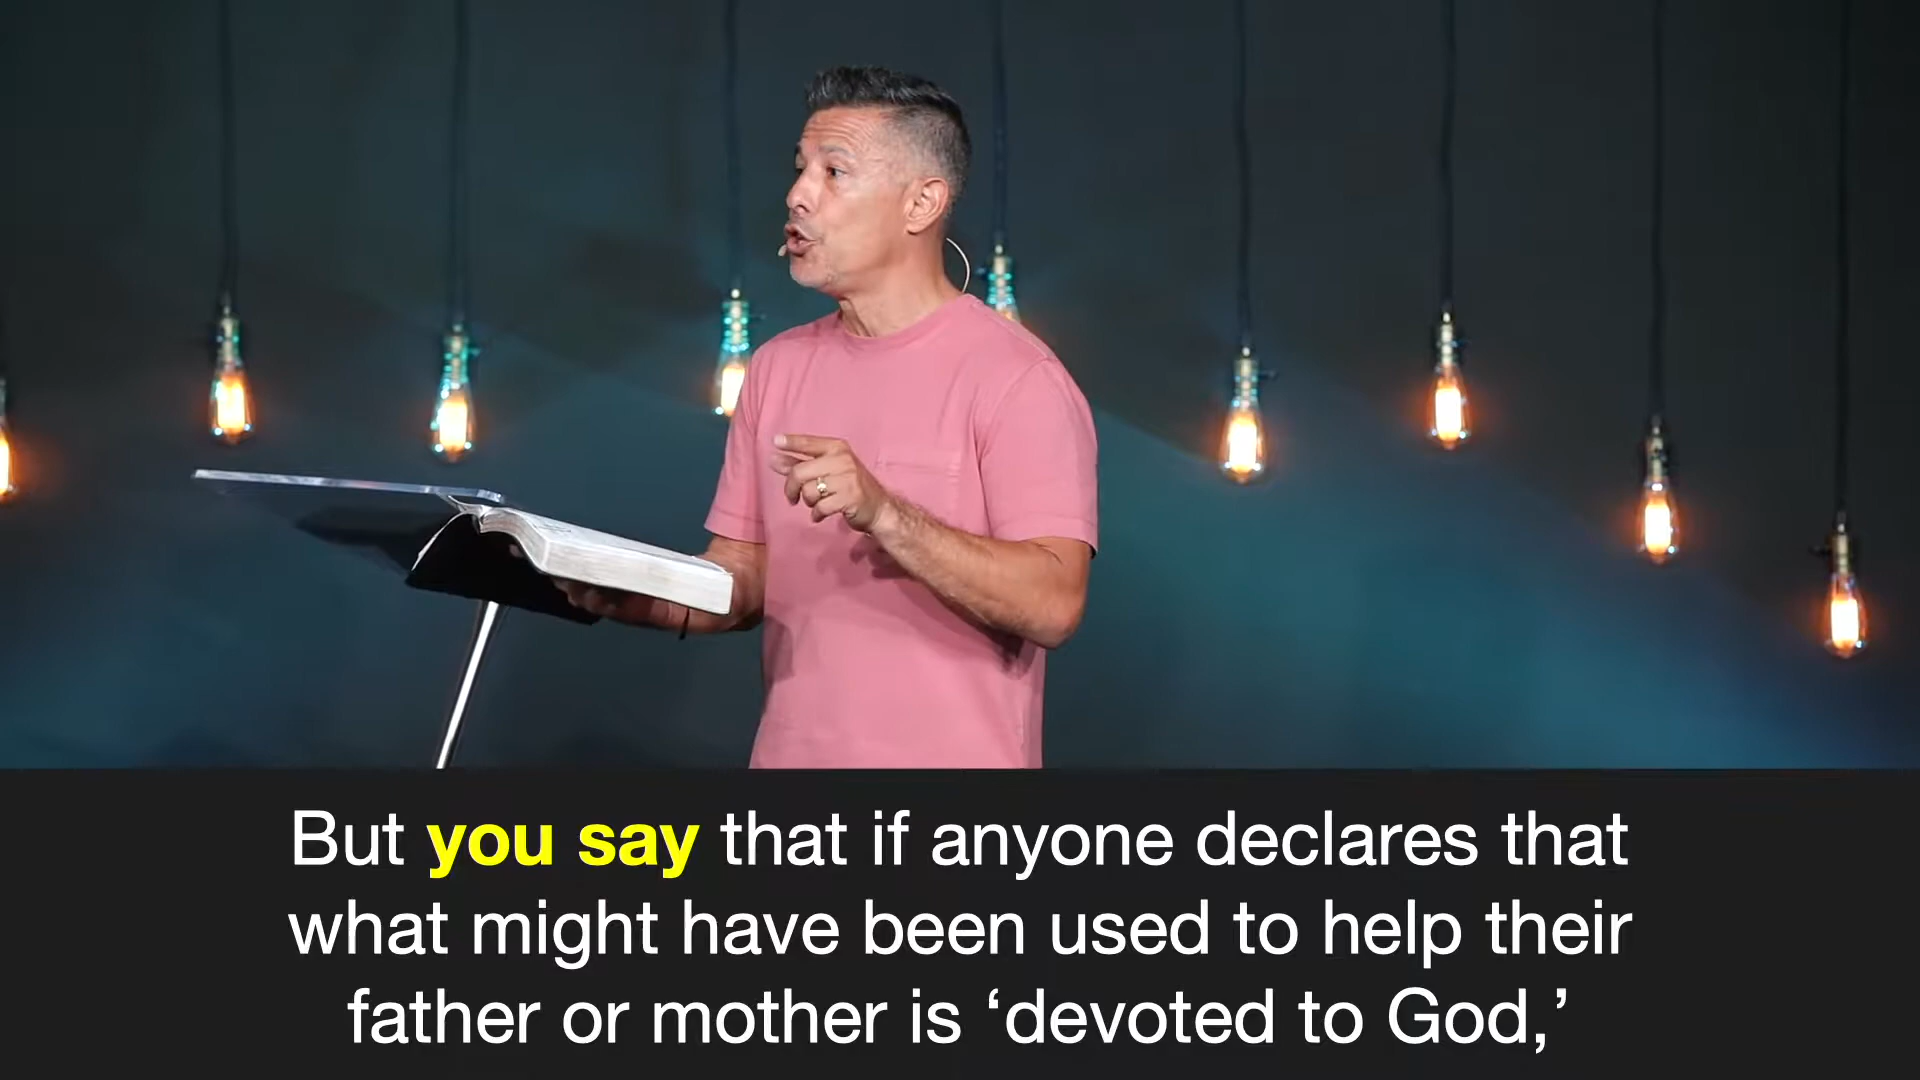 But you say that if anyone declares that
what might have been used to help their
father or mother is ‘devoted to God,’